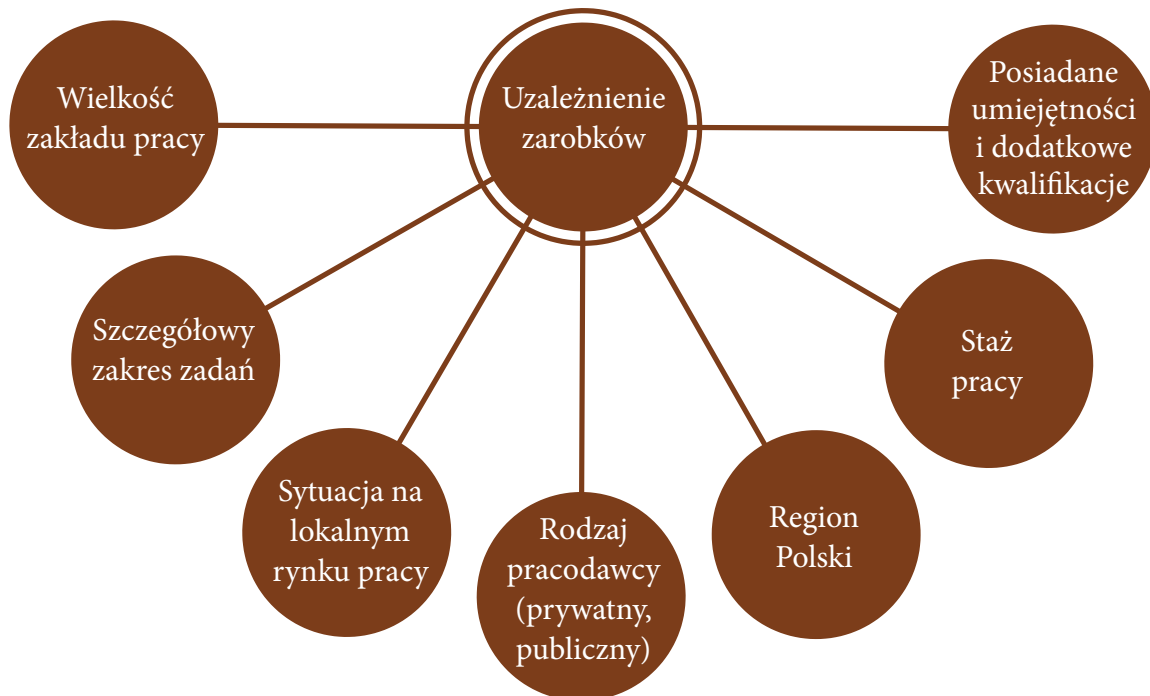 Uzależnienie
zarobków
Wielkość
zakładu pracy
Szczegółowy
zakres zadań
Sytuacja na
lokalnym
rynku pracy
Rodzaj
pracodawcy
(prywatny,
publiczny)
Region
Polski
Staż
pracy
Posiadane
umiejętności
i dodatkowe
kwalifikacje